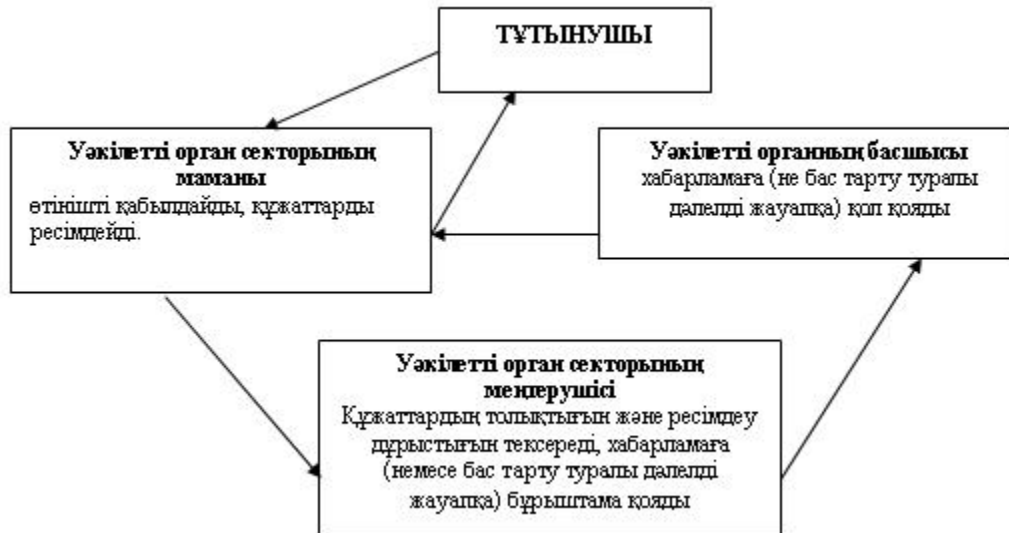 ТҰТЫНУШЫ
Уәкілетті орган секторының
маманы
өтінішті қабылдайды, құжаттарды
ресімдейді.
Уәкілетті органның басшысы
хабарламаға (не бас тарту туралы
дәлелді жауапқа) қол қояды
Уәкілетті орган секторының
меңгерушісі
Құжаттардың толықтығын және ресімдеу
дұрыстығын тексереді, хабарламаға
(немесе бас тарту туралы дәлелді
жауапқа) бұрыштама қояды